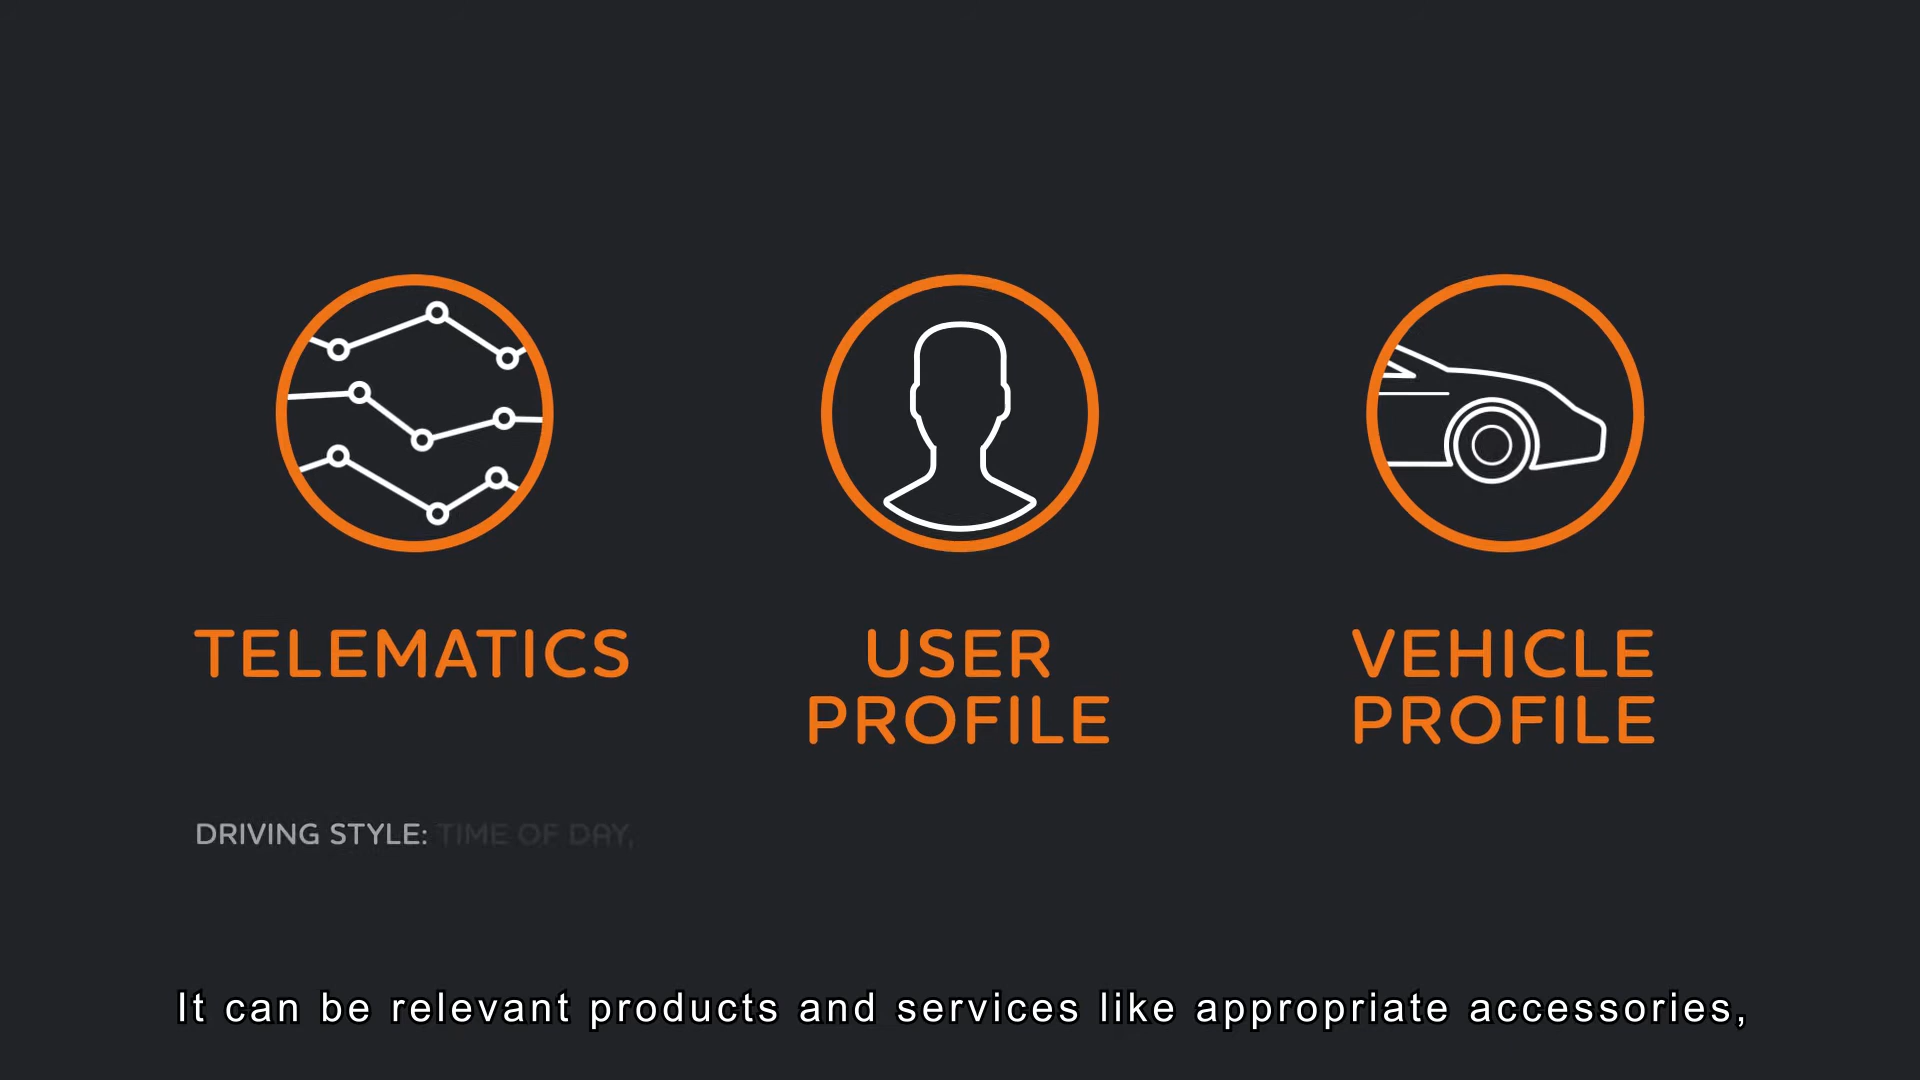 TELEMATICS
USER
PROFILE
VEHICLE
PROFILE
DRIVING STYLE: TIME OF DAY,
It can be relevant products and services like appropriate accessories,